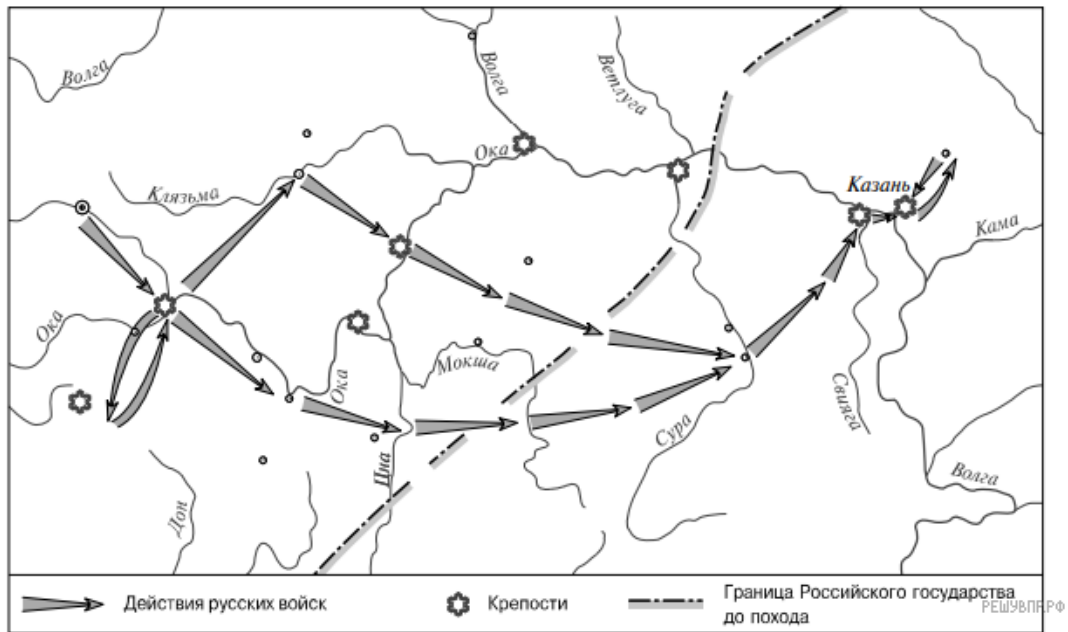 Волга
Волга
Ветлуга
Ока
Клязьма
Казань
Кама
Ока
Мокша
Ока
Свияга
Сура
Цна
Волга
Дон
Действия русских войск
Крепости
Граница Российского государства
до похода
РЕШУВПР.РФ